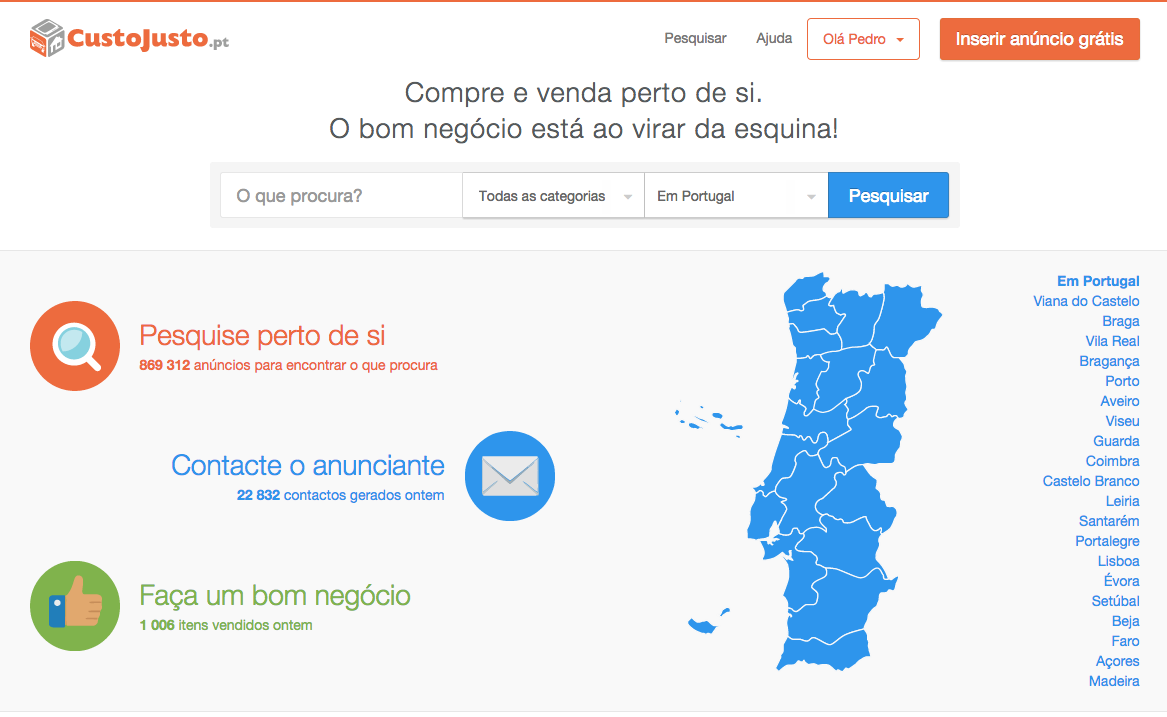 CustoJusto.pt
Pesquisar
Ajuda
Olá Pedro
Inserir anúncio grátis
Compre e venda perto de si.
O bom negócio está ao virar da esquina!
O que procura?
Todas as categorias
Em Portugal
Pesquisar
Pesquise perto de si
869 312 anúncios para encontrar o que procura
Contacte o anunciante
22 832 contactos gerados ontem
Faça um bom negócio
1 006 itens vendidos ontem
Em Portugal
Viana do Castelo
Braga
Vila Real
Bragança
Porto
Aveiro
Viseu
Guarda
Coimbra
Castelo Branco
Leiria
Santarém
Portalegre
Lisboa
Évora
Setúbal
Beja
Faro
Açores
Madeira